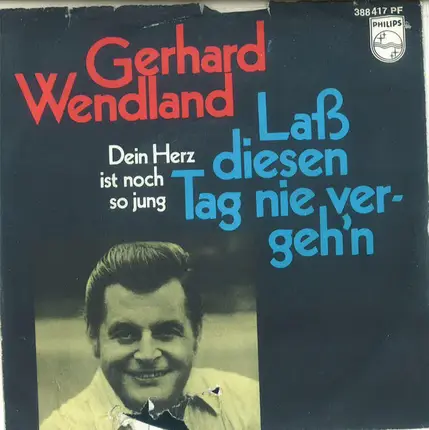 388 417 PF
PHILIPS
Gerhard
Wendland
Dein Herz
ist noch
so jung
Laß
diesen
Tag nie ver-
geh'n